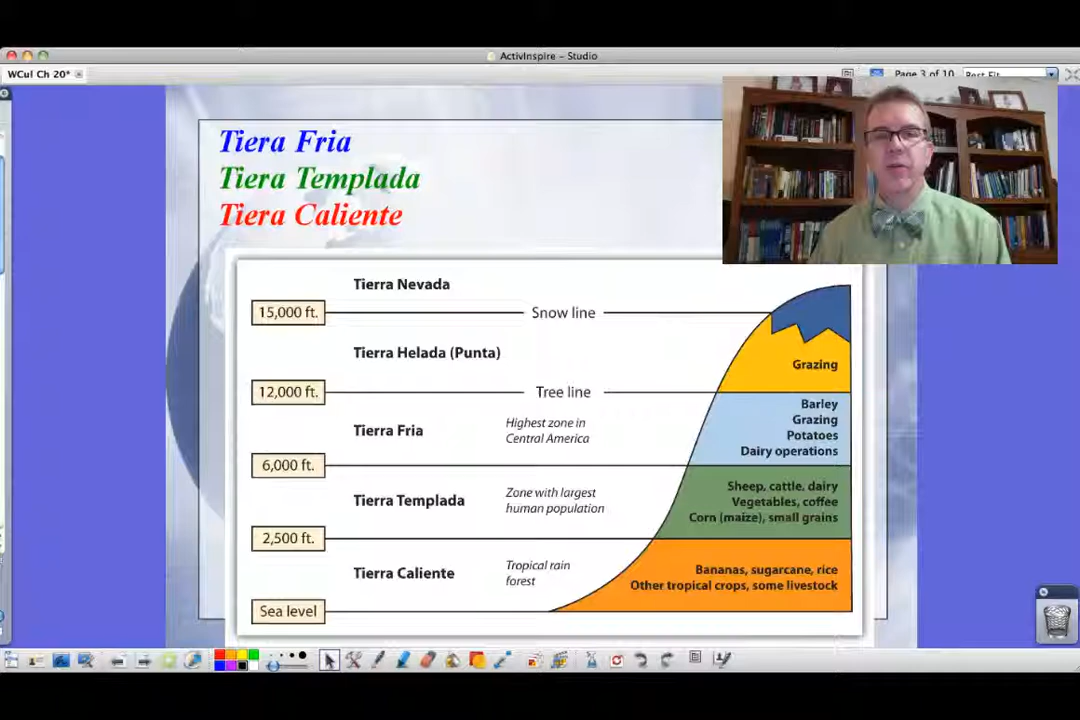 ActivInspire – Studio
WCul Ch 20*
Page 3 of 10
Best Fit
Tiera Fria
Tiera Templada
Tiera Caliente
Tierra Nevada
15,000 ft.
Snow line
Tierra Helada (Punta)
Grazing
12,000 ft.
Tree line
Barley
Grazing
Potatoes
Dairy operations
Tierra Fria
Highest zone in
Central America
6,000 ft.
Sheep, cattle, dairy
Vegetables, coffee
Corn (maize), small grains
Tierra Templada
Zone with largest
human population
2,500 ft.
Tierra Caliente
Tropical rain
forest
Bananas, sugarcane, rice
Other tropical crops, some livestock
Sea level